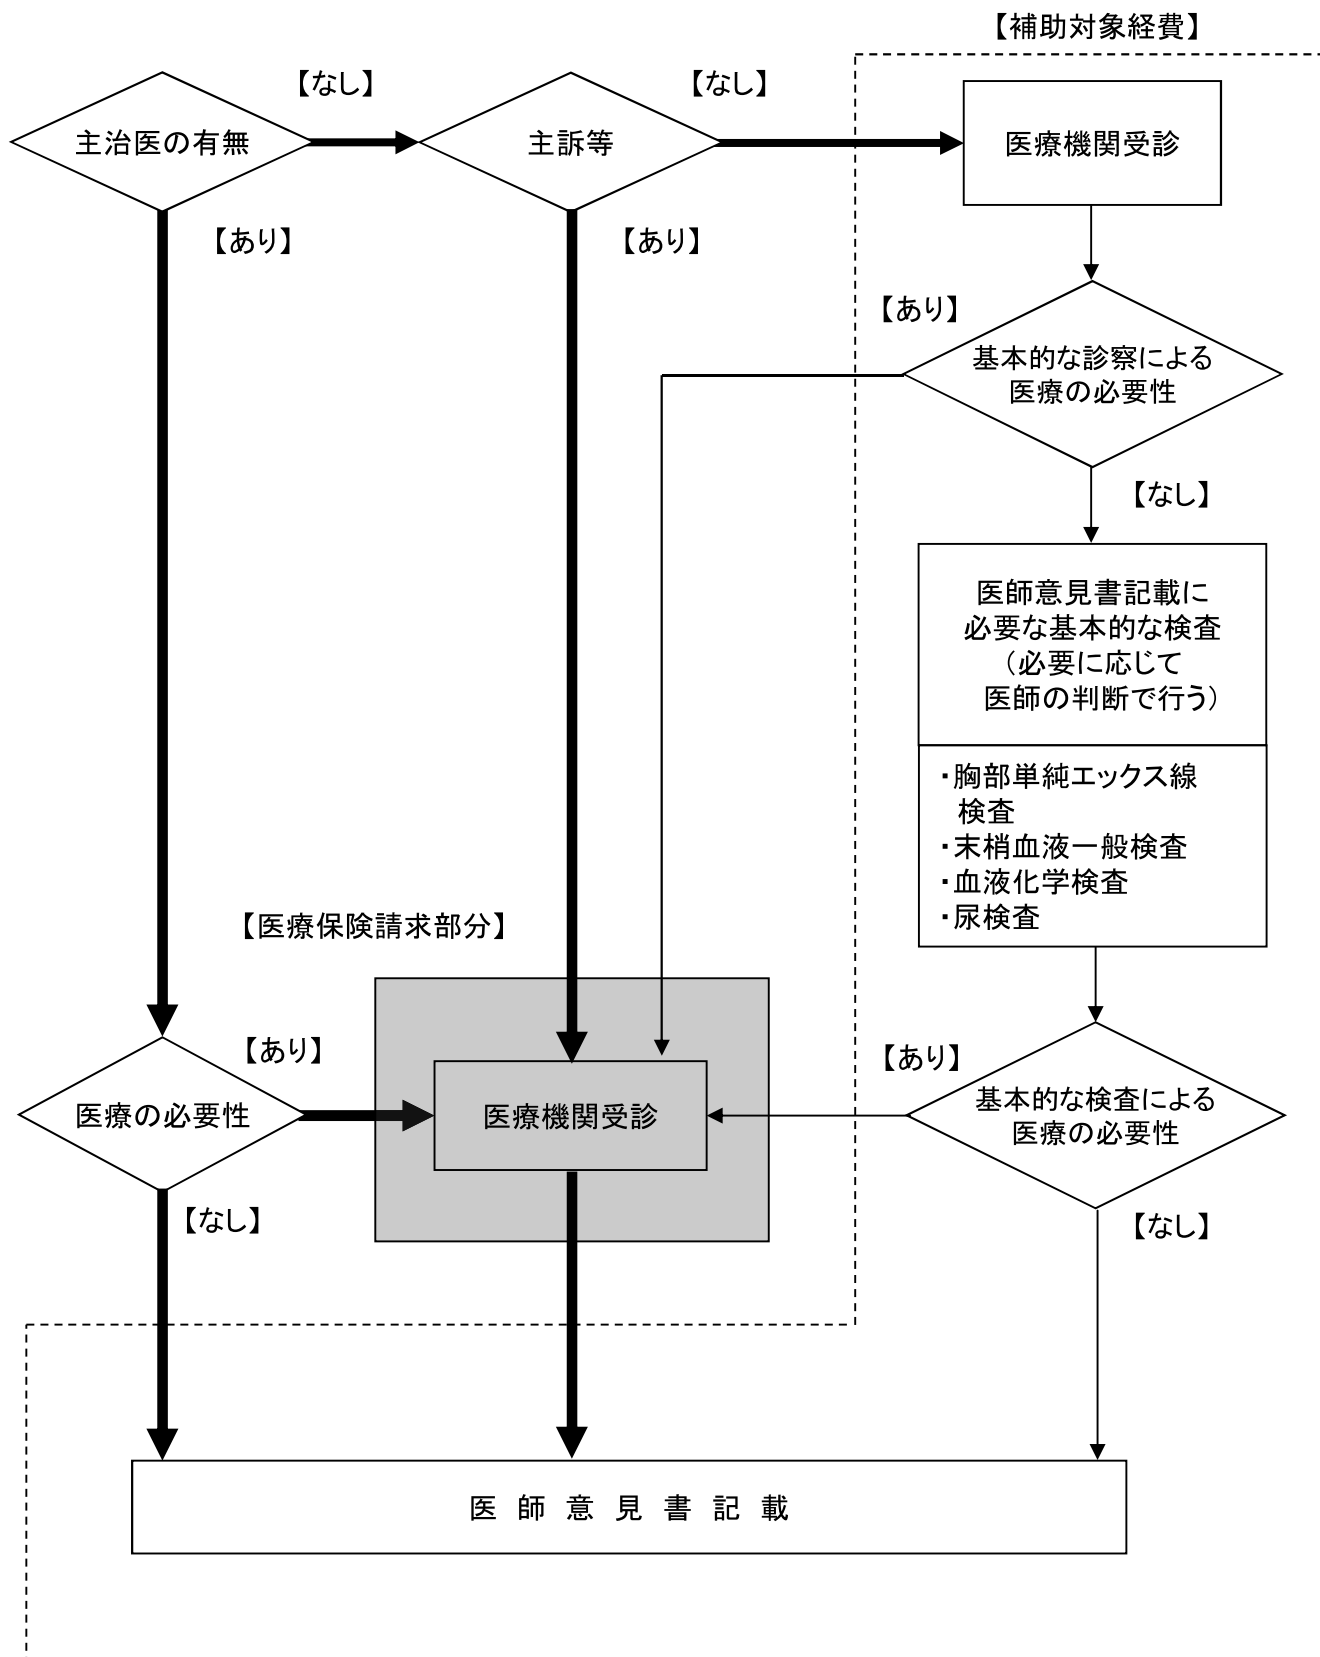 【補助対象経費】
【なし】
【なし】
主治医の有無
主訴等
医療機関受診
【あり】
【あり】
【あり】
基本的な診察による
医療の必要性
【なし】
医師意見書記載に
必要な基本的な検査
（必要に応じて
医師の判断で行う）
・胸部単純エックス線
検査
・末梢血液一般検査
・血液化学検査
・尿検査
【医療保険請求部分】
【あり】
【あり】
医療の必要性
医療機関受診
基本的な検査による
医療の必要性
【なし】
【なし】
医師意見書記載